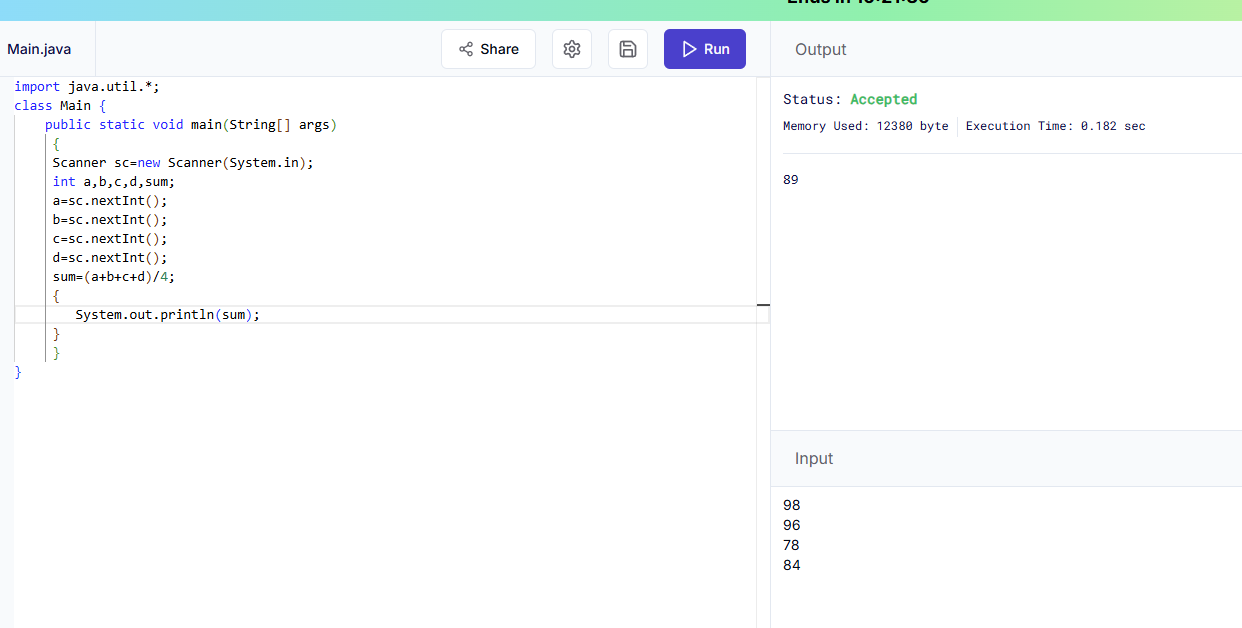 Main.java
Share
Run
import java.util.*;
class Main {
public static void main(String[] args)
{
Scanner sc=new Scanner(System.in);
int a,b,c,d,sum;
a=sc.nextInt();
b=sc.nextInt();
c=sc.nextInt();
d=sc.nextInt();
sum=(a+b+c+d)/4;
{
System.out.println(sum);
}
}
}
Output
Status: Accepted
Memory Used: 12380 byte Execution Time: 0.182 sec
89
Input
98
96
78
84